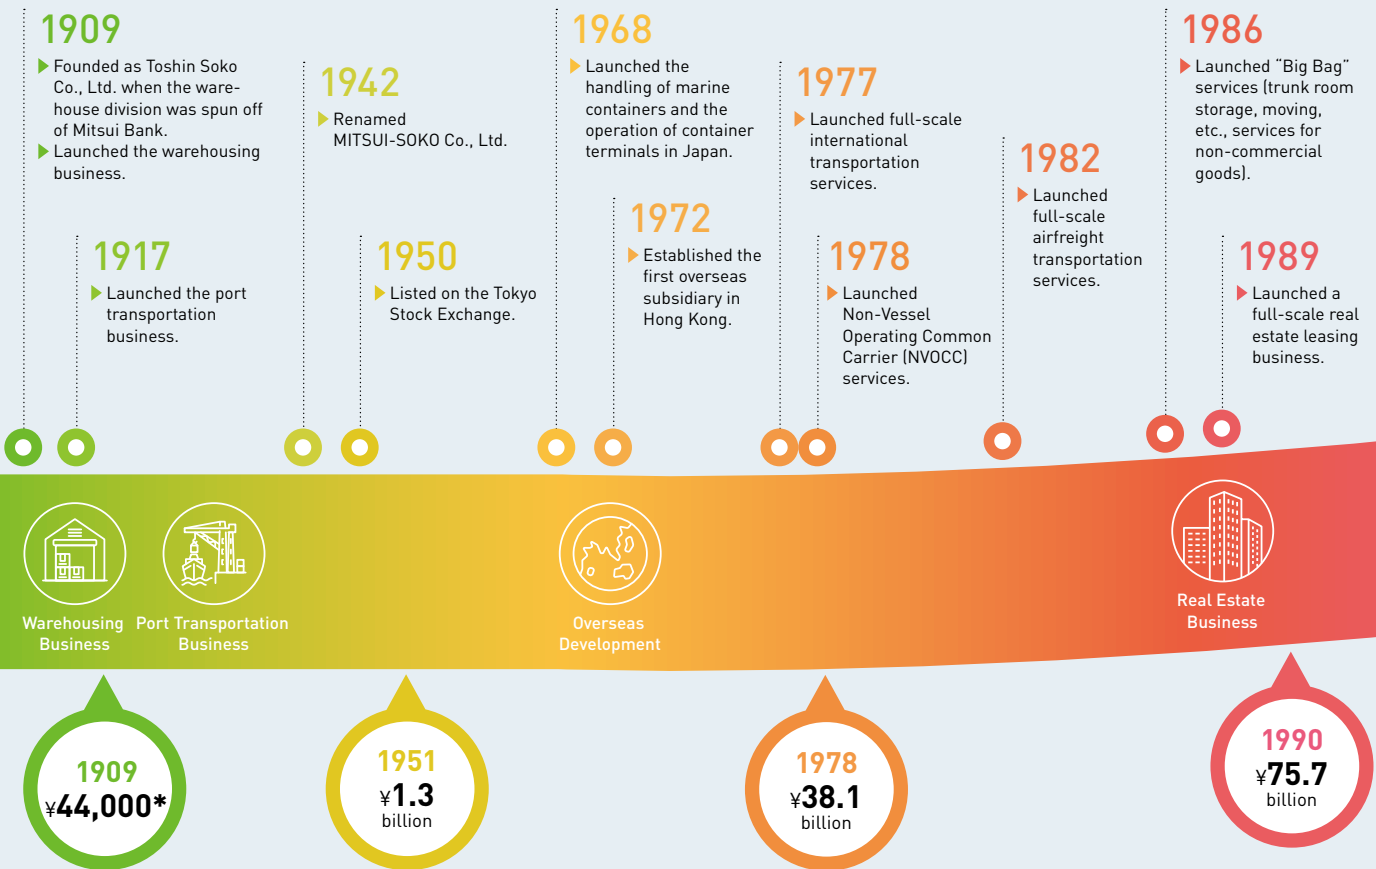 1909
Founded as Toshin Soko
Co., Ltd. when the ware-
house division was spun off
of Mitsui Bank.
Launched the warehousing
business.
1917
Launched the port
transportation
business.
1942
Renamed
MITSUI-SOKO Co., Ltd.
1950
Listed on the Tokyo
Stock Exchange.
1968
Launched the
handling of marine
containers and the
operation of container
terminals in Japan.
1972
Established the
first overseas
subsidiary in
Hong Kong.
1977
Launched full-scale
international
transportation
services.
1978
Launched
Non-Vessel
Operating Common
Carrier (NVOCC)
services.
1982
Launched
full-scale
airfreight
transportation
services.
1986
Launched “Big Bag”
services (trunk room
storage, moving,
etc., services for
non-commercial
goods).
1989
Launched a
full-scale real
estate leasing
business.
Warehousing
Business
Port Transportation
Business
Overseas
Development
Real Estate
Business
1909
¥44,000*
1951
¥1.3
billion
1978
¥38.1
billion
1990
¥75.7
billion